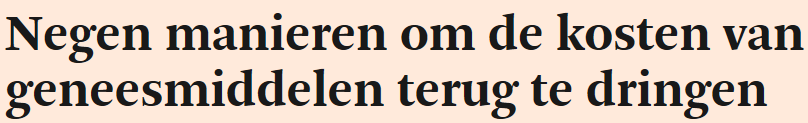 Negen manieren om de kosten van
geneesmiddelen terug te dringen